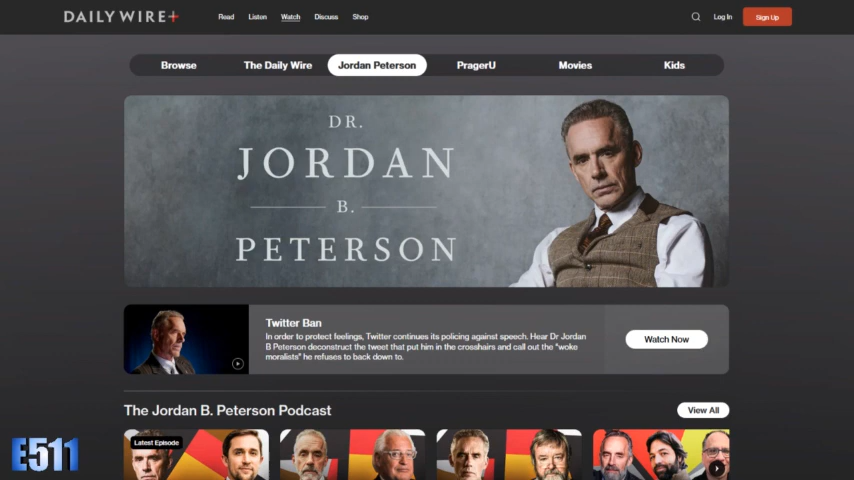 DAILY WIRE+
Read Listen Watch Discuss Shop
Log In
Sign Up
Browse The Daily Wire Jordan Peterson PragerU Movies Kids
DR.
JORDAN
B.
PETERSON
Twitter Ban
In order to protect feelings, Twitter continues its policing against speech. Hear Dr Jordan
B Peterson deconstruct the tweet that put him in the crosshairs and call out the "woke
moralists" he refuses to back down to.
Watch Now
The Jordan B. Peterson Podcast
View All
Latest Episode
E511